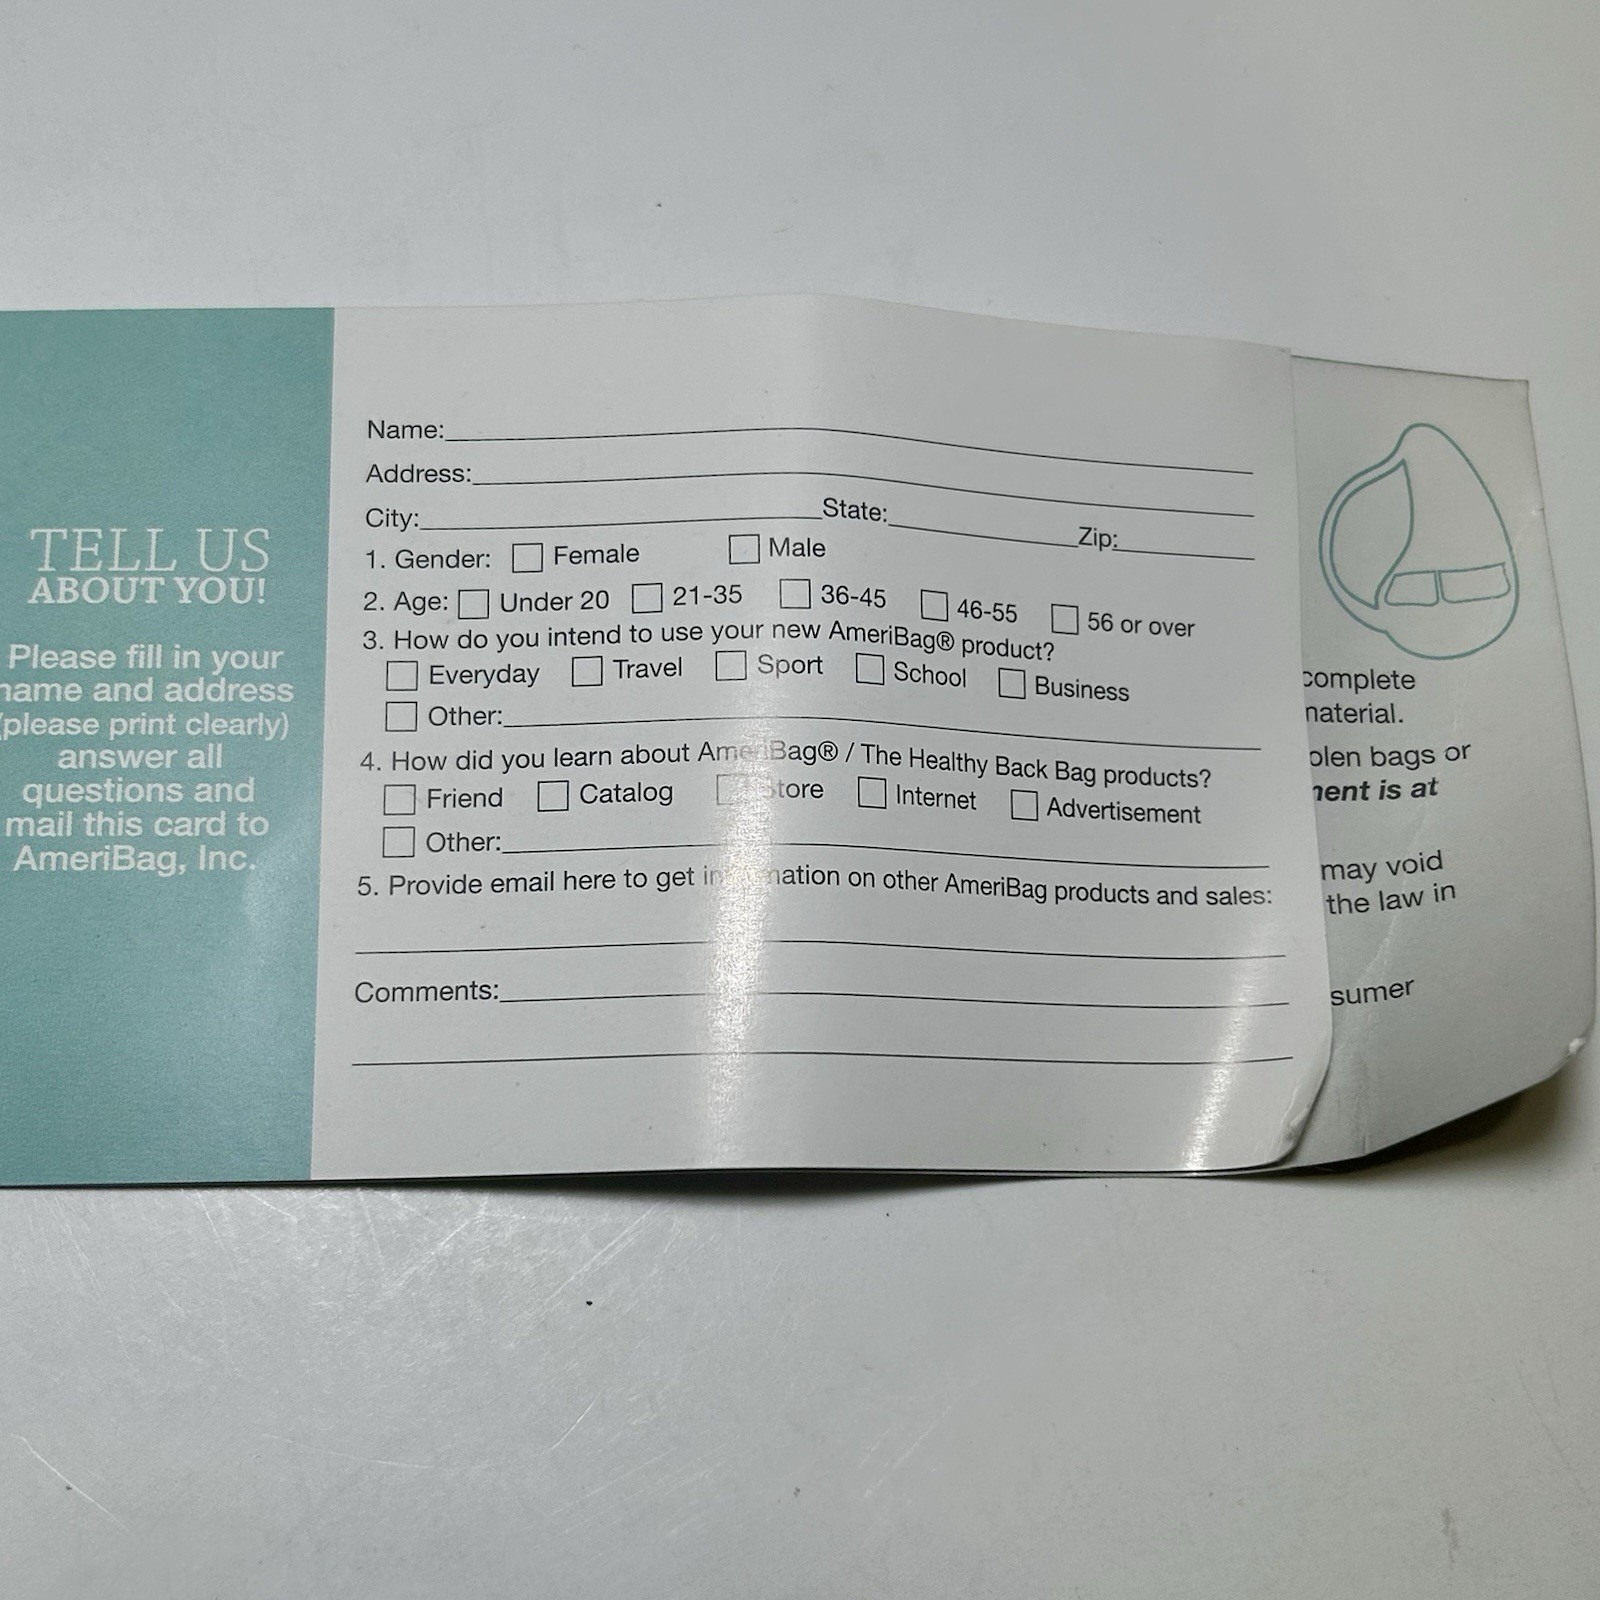 TELL US
ABOUT YOU!
Please fill in your
name and address
(please print clearly)
answer all
questions and
mail this card to
AmeriBag, Inc.
Name:
Address:
City: State: Zip:
1. Gender: Female Male
2. Age: Under 20 21-35 36-45 46-55 56 or over
3. How do you intend to use your new AmeriBag® product?
Everyday Travel Sport School Business
Other:
4. How did you learn about AmeriBag® / The Healthy Back Bag products?
Friend Catalog Store Internet Advertisement
Other:
5. Provide email here to get information on other AmeriBag products and sales:
Comments:
complete
material.
bags or
is at
may void
the law in